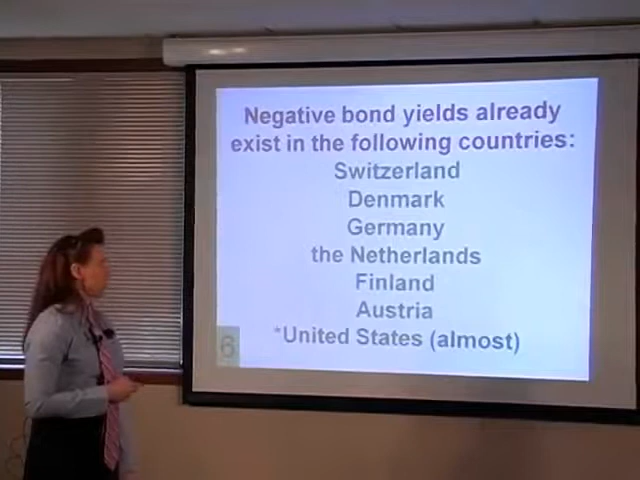 Negative bond yields already
exist in the following countries:
Switzerland
Denmark
Germany
the Netherlands
Finland
Austria
*United States (almost)
6